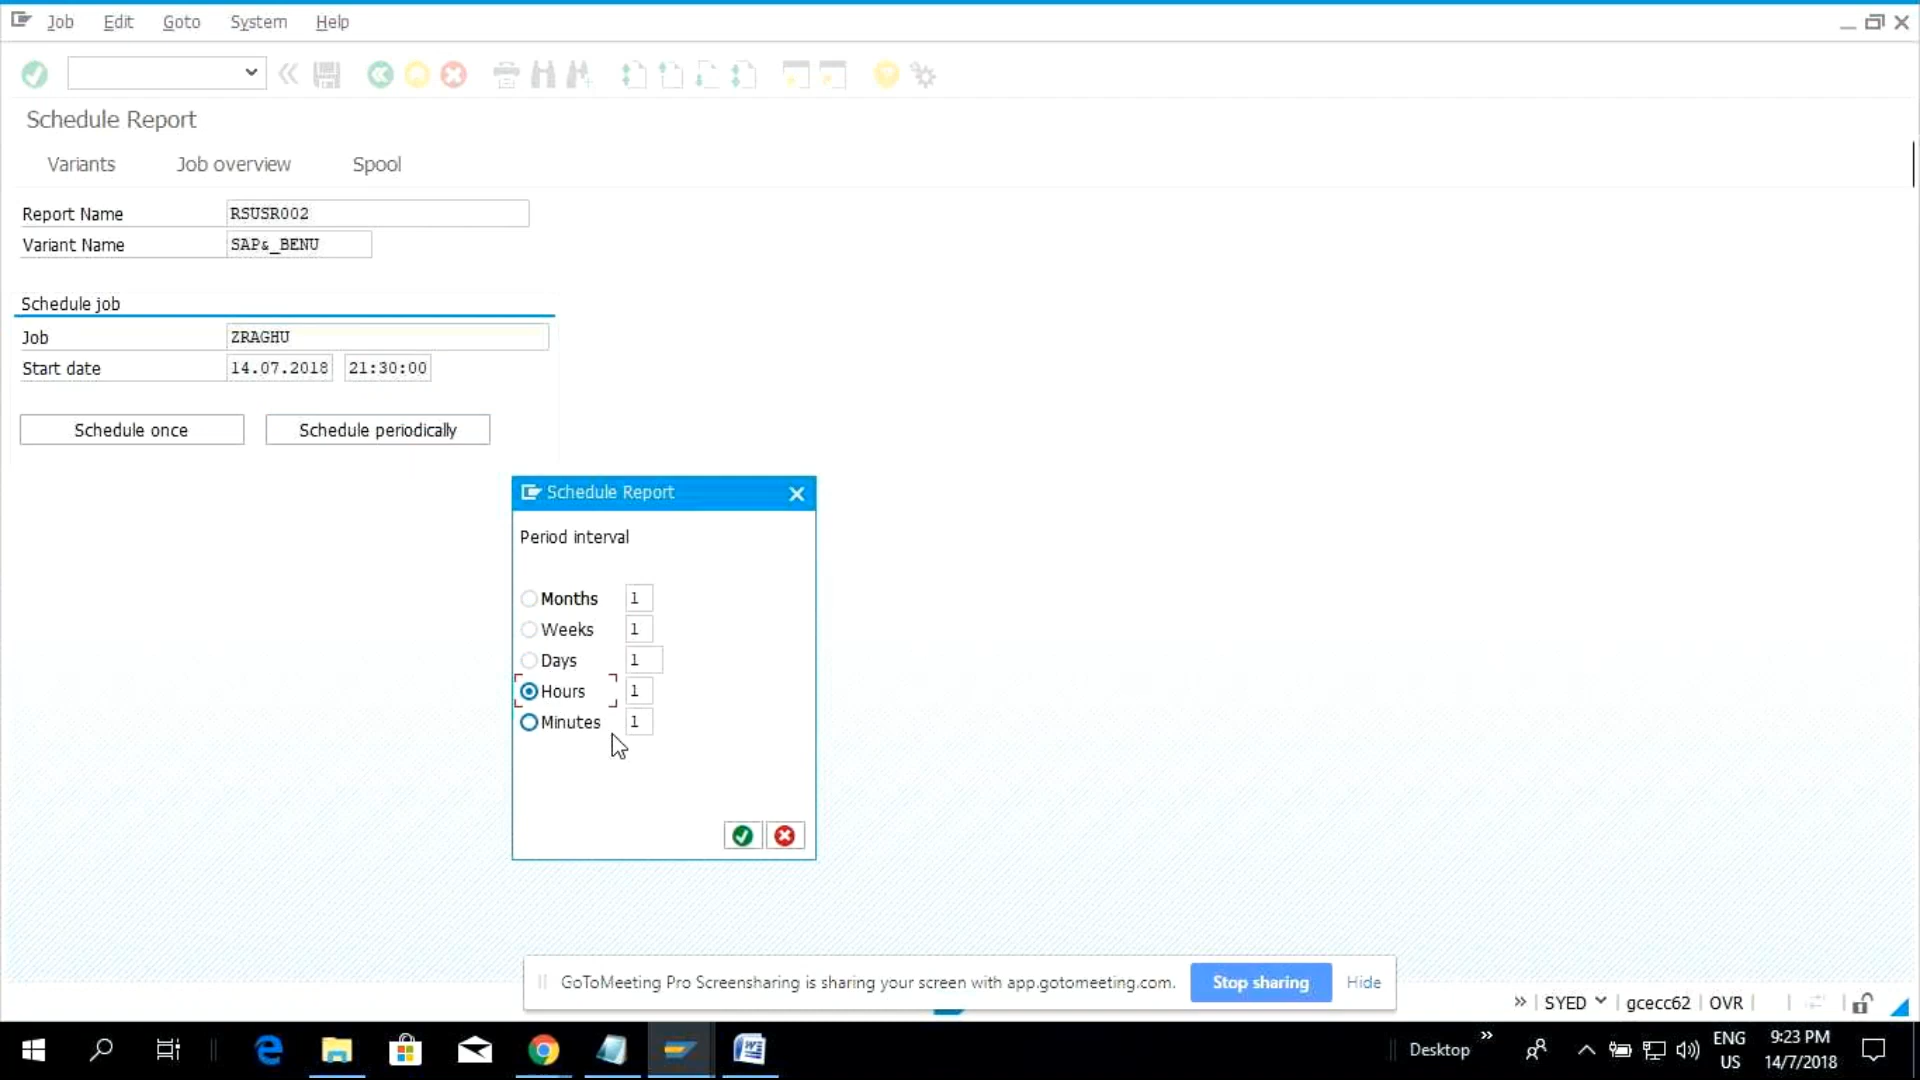 Job Edit Goto System Help
Schedule Report
Variants Job overview Spool
Report Name RSUSR002
Variant Name SAP&_BENU
Schedule job
Job ZRAGHU
Start date 14.07.2018 21:30:00
Schedule once Schedule periodically
Schedule Report
Period interval
Months 1
Weeks 1
Days 1
Hours 1
Minutes 1
GoToMeeting Pro Screensharing is sharing your screen with app.gotomeeting.com. Stop sharing Hide
SYED gcecc62 OVR
Desktop ENG 9:23 PM
US 14/7/2018